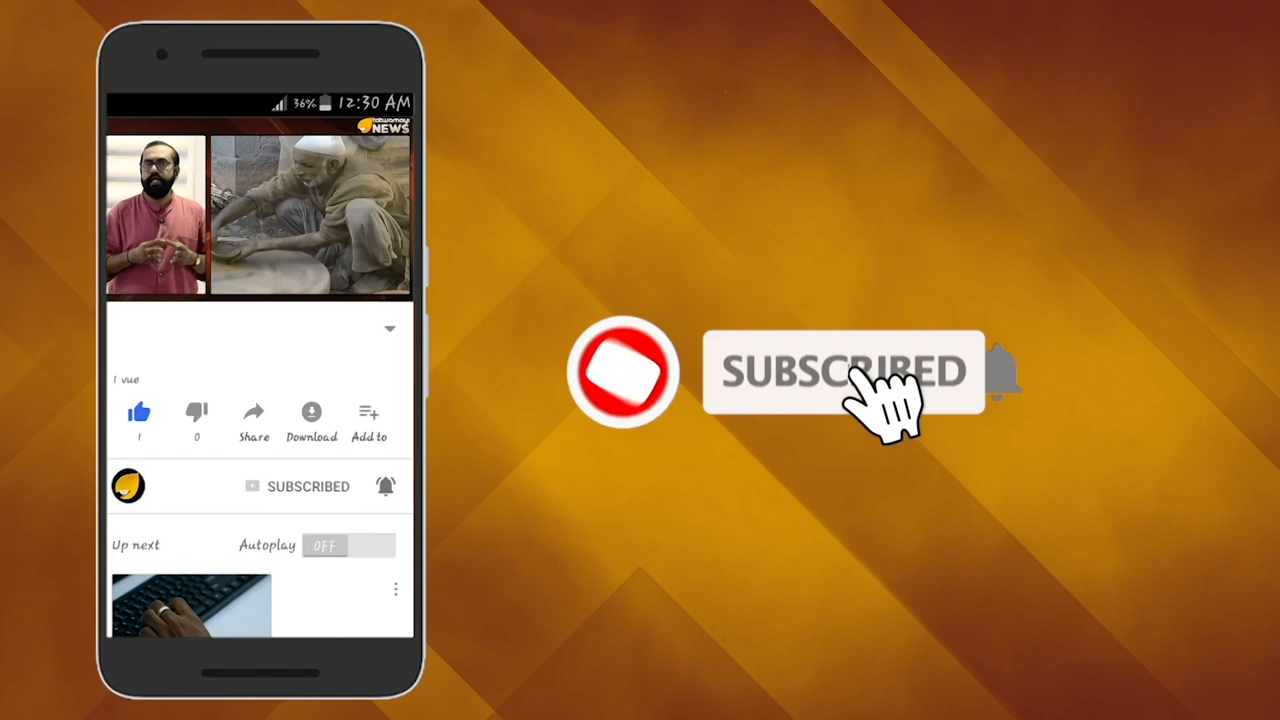 36% 12:30 AM
tatwamayi
NEWS
1 vue
1 0 Share Download Add to
SUBSCRIBED
Up next Autoplay OFF
SUBSCRIBED